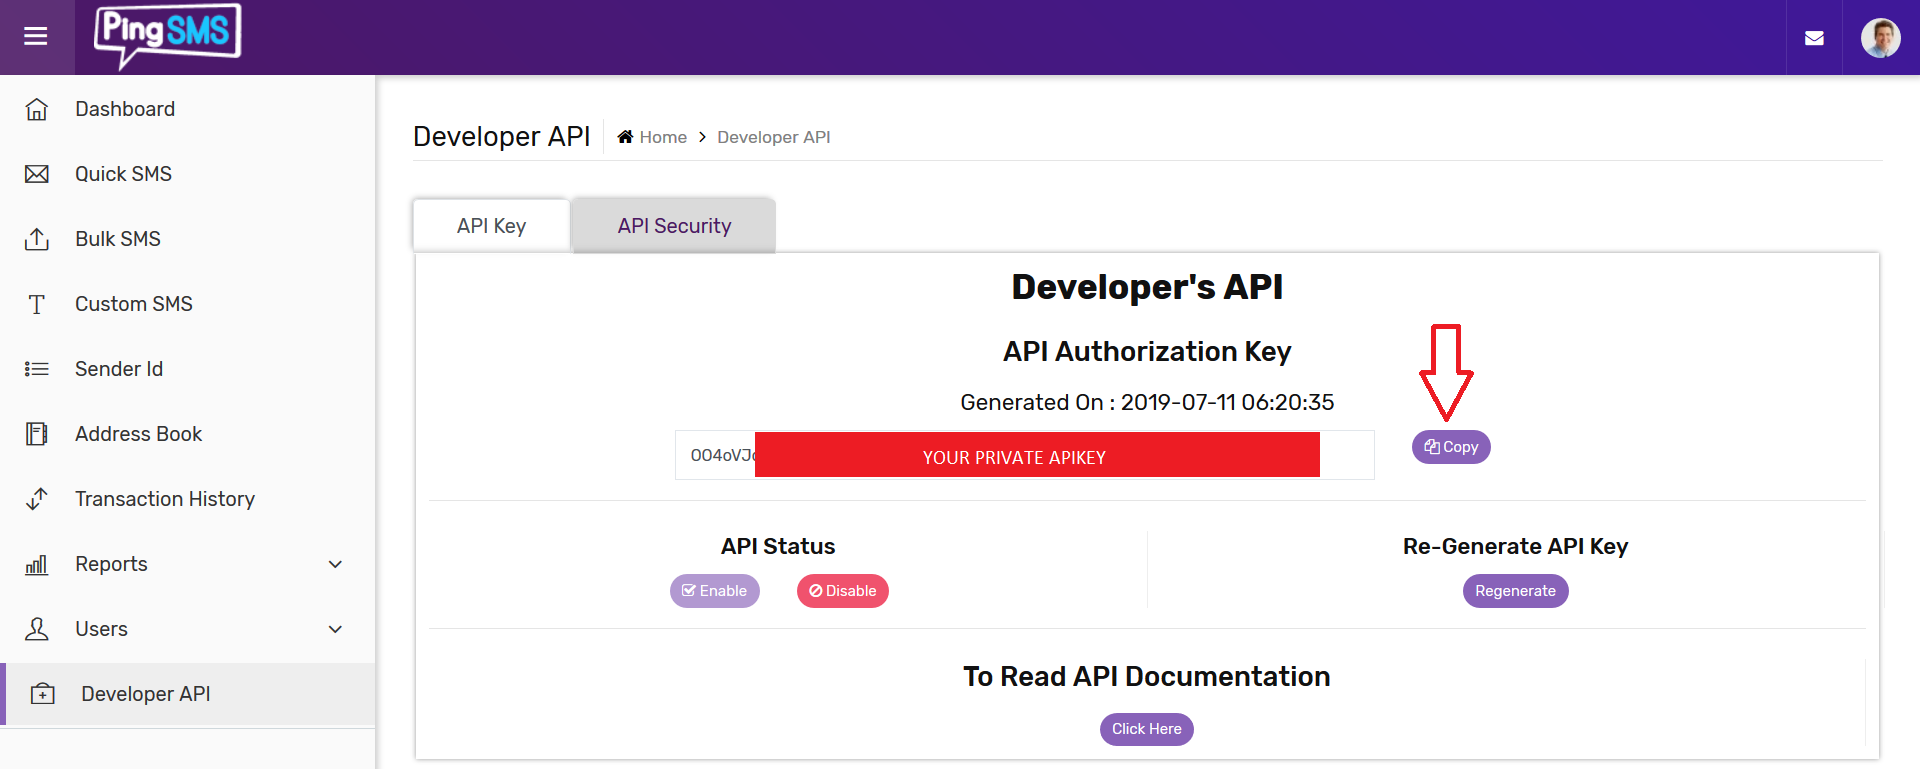 PingSMS
Dashboard
Quick SMS
Bulk SMS
Custom SMS
Sender Id
Address Book
Transaction History
Reports
Users
Developer API
Developer API
Home > Developer API
API Key
API Security
Developer's API
API Authorization Key
Generated On : 2019-07-11 06:20:35
YOUR PRIVATE APIKEY
Copy
API Status
Enable
Disable
Re-Generate API Key
Regenerate
To Read API Documentation
Click Here